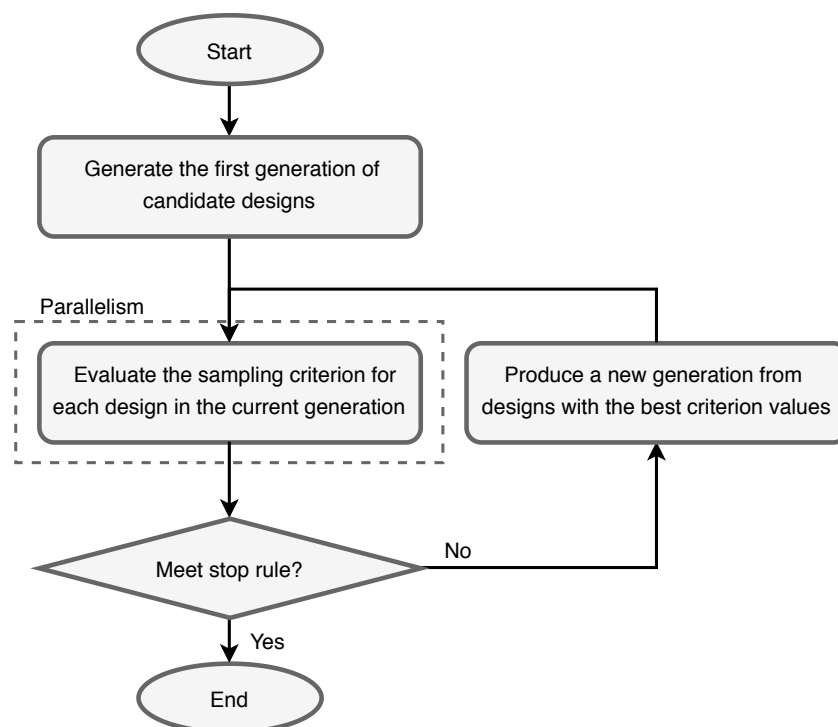 Start
Generate the first generation of
candidate designs
Parallelism
Evaluate the sampling criterion for
each design in the current generation
Produce a new generation from
designs with the best criterion values
Meet stop rule?
No
Yes
End